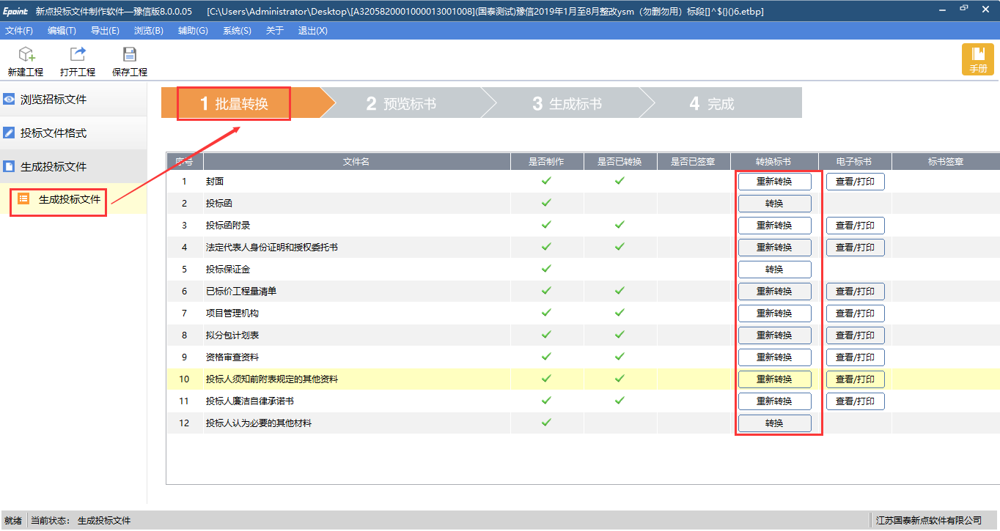 Epoint 新点投标文件制作软件—豫信版8.0.0.05 [C:\Users\Administrator\Desktop\[A3205820001000013001008](国泰测试)豫信2019年1月至8月整改ysm（勿删勿用）标段[]^${}()6.etbp]
文件(F) 编辑(T) 导出(E) 浏览(B) 辅助(G) 系统(S) 关于 退出(X)
新建工程 打开工程 保存工程 手册
浏览招标文件
投标文件格式
生成投标文件
生成投标文件
1 批量转换 2 预览标书 3 生成标书 4 完成
序号 文件名 是否制作 是否已转换 是否已签章 转换标书 电子标书 标书签章
1 封面 重新转换 查看/打印
2 投标函 转换
3 投标函附录 重新转换 查看/打印
4 法定代表人身份证明和授权委托书 重新转换 查看/打印
5 投标保证金 转换
6 已标价工程量清单 重新转换 查看/打印
7 项目管理机构 重新转换 查看/打印
8 拟分包计划表 重新转换 查看/打印
9 资格审查资料 重新转换 查看/打印
10 投标人须知前附表规定的其他资料 重新转换 查看/打印
11 投标人廉洁自律承诺书 重新转换 查看/打印
12 投标人认为必要的其他材料 转换
就绪 当前状态： 生成投标文件 江苏国泰新点软件有限公司